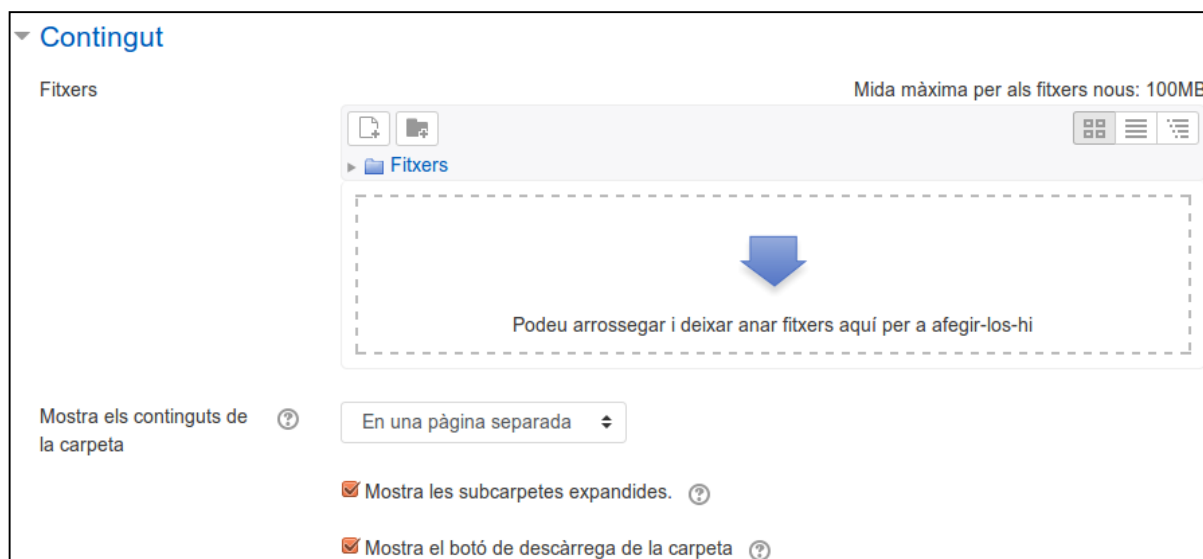 Contingut
Fitxers
Mida màxima per als fitxers nous: 100MB
Fitxers
Podeu arrossegar i deixar anar fitxers aquí per a afegir-los-hi
Mostra els continguts de
la carpeta
En una pàgina separada
Mostra les subcarpetes expandides.
Mostra el botó de descàrrega de la carpeta